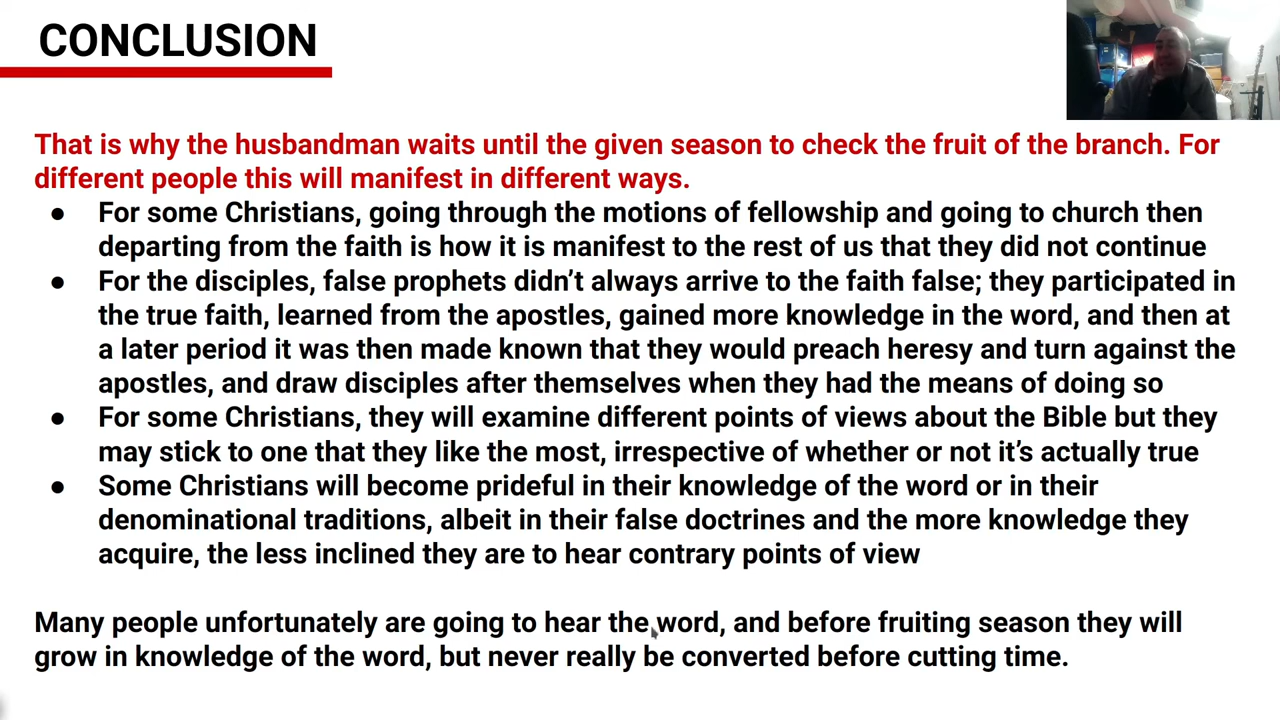 CONCLUSION
That is why the husbandman waits until the given season to check the fruit of the branch. For
different people this will manifest in different ways.
● For some Christians, going through the motions of fellowship and going to church then
departing from the faith is how it is manifest to the rest of us that they did not continue
● For the disciples, false prophets didn’t always arrive to the faith false; they participated in
the true faith, learned from the apostles, gained more knowledge in the word, and then at
a later period it was then made known that they would preach heresy and turn against the
apostles, and draw disciples after themselves when they had the means of doing so
● For some Christians, they will examine different points of views about the Bible but they
may stick to one that they like the most, irrespective of whether or not it’s actually true
● Some Christians will become prideful in their knowledge of the word or in their
denominational traditions, albeit in their false doctrines and the more knowledge they
acquire, the less inclined they are to hear contrary points of view
Many people unfortunately are going to hear the word, and before fruiting season they will
grow in knowledge of the word, but never really be converted before cutting time.